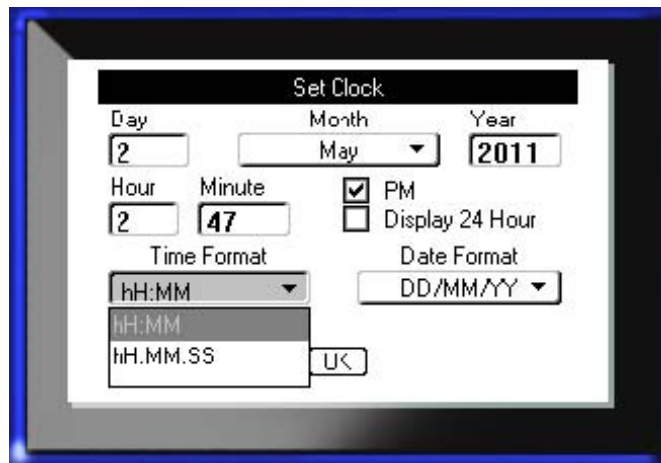 Set Clock
Day Month Year
2 May 2011
Hour Minute PM
2 47 Display 24 Hour
Time Format Date Format
hH:MM DD/MM/YY
hH:MM
hH.MM.SS
OK